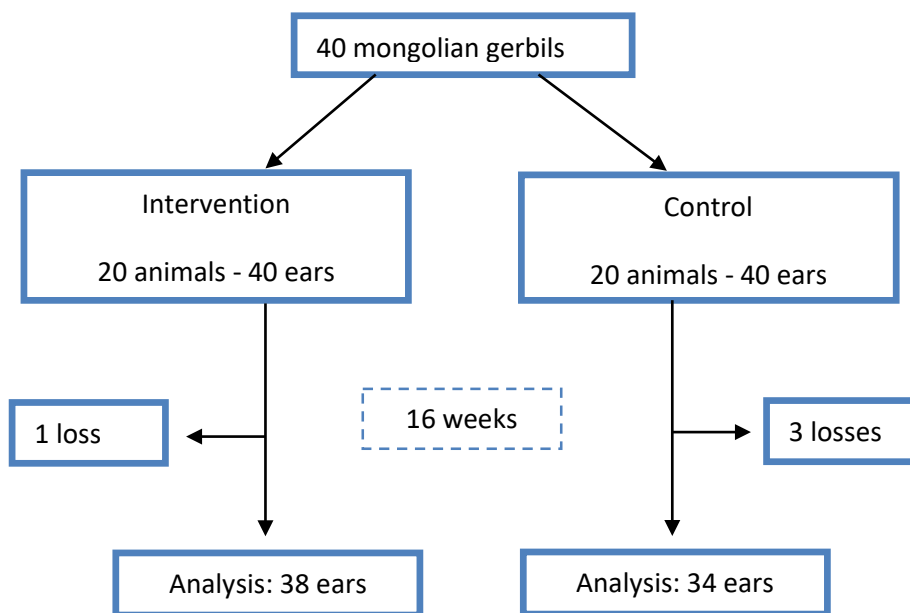 40 mongolian gerbils
Intervention
20 animals - 40 ears
Control
20 animals - 40 ears
1 loss
16 weeks
3 losses
Analysis: 38 ears
Analysis: 34 ears